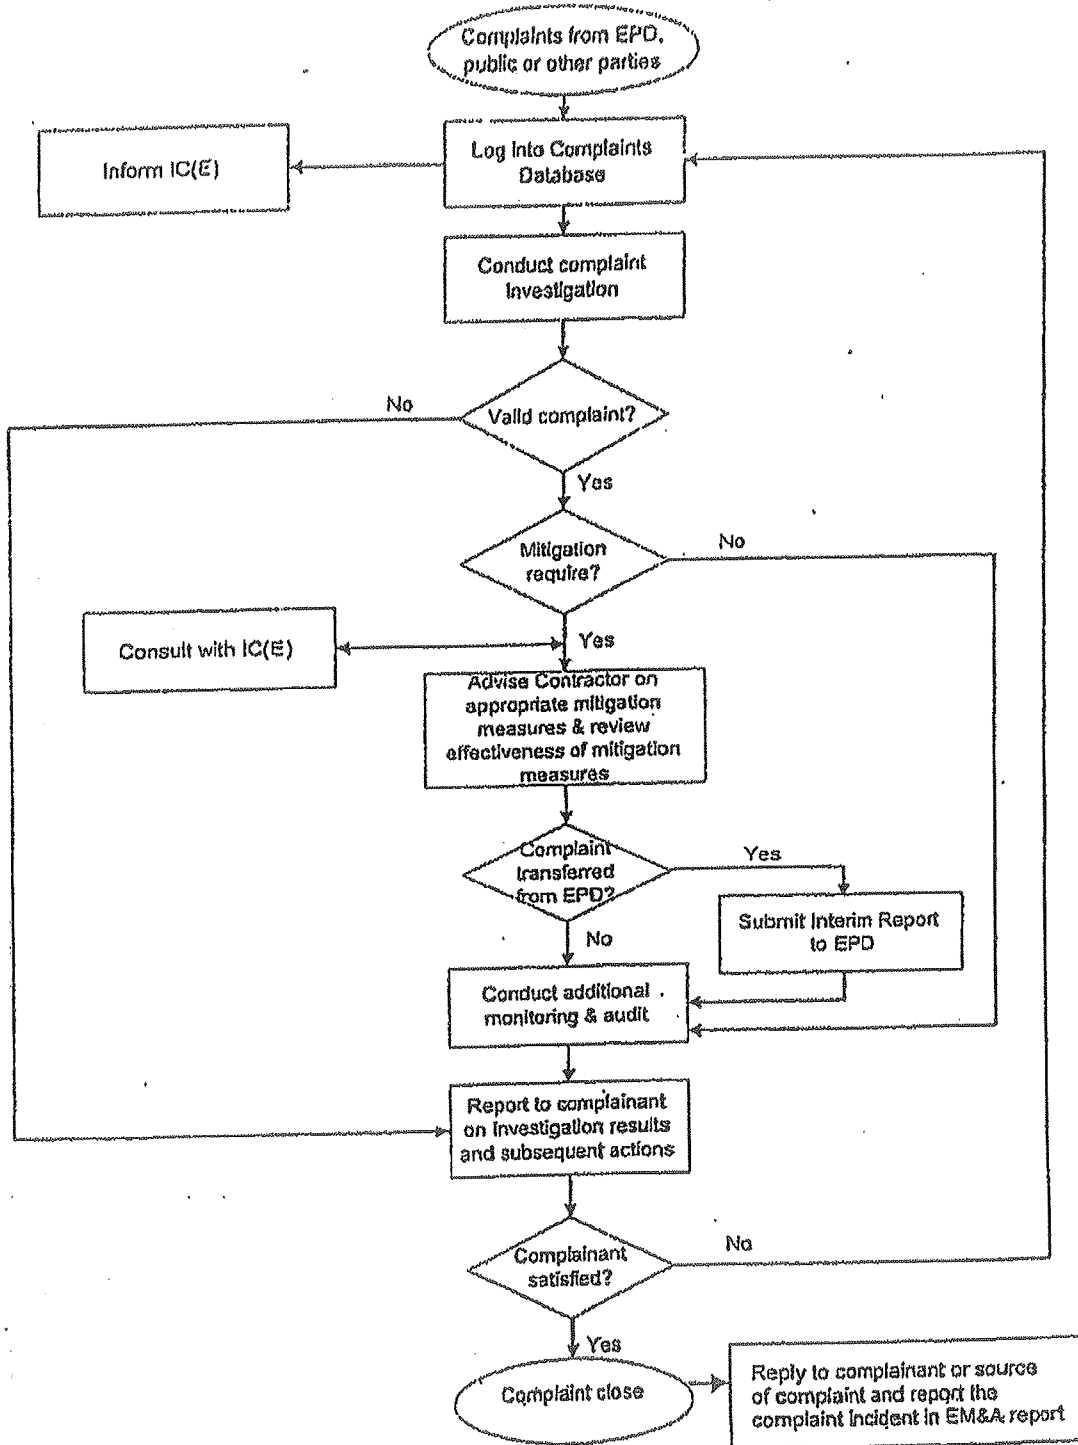 Complaints from EPD,
public or other parties
Log into Complaints
Database
Inform IC(E)
Conduct complaint
Investigation
Valid complaint?
No
Yes
Mitigation
require?
No
Yes
Consult with IC(E)
Advise Contractor on
appropriate mitigation
measures & review
effectiveness of mitigation
measures
Complaint
transferred
from EPD?
Yes
Submit Interim Report
to EPD
No
Conduct additional
monitoring & audit
Report to complainant
on investigation results
and subsequent actions
Complainant
satisfied?
No
Yes
Complaint close
Reply to complainant or source
of complaint and report the
complaint incident in EM&A report